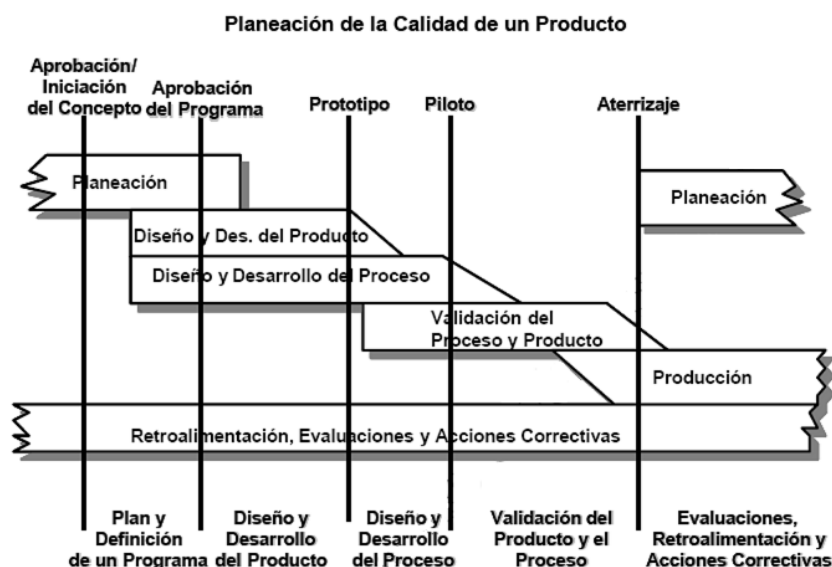 Planeación de la Calidad de un Producto
Aprobación/
Iniciación
del Concepto
Aprobación
del Programa
Prototipo
Piloto
Aterrizaje
Planeación
Planeación
Diseño y Des. del Producto
Diseño y Desarrollo del Proceso
Validación del
Proceso y Producto
Producción
Retroalimentación, Evaluaciones y Acciones Correctivas
Plan y
Definición
de un Programa
Diseño y
Desarrollo
del Producto
Diseño y
Desarrollo
del Proceso
Validación del
Producto y el
Proceso
Evaluaciones,
Retroalimentación y
Acciones Correctivas